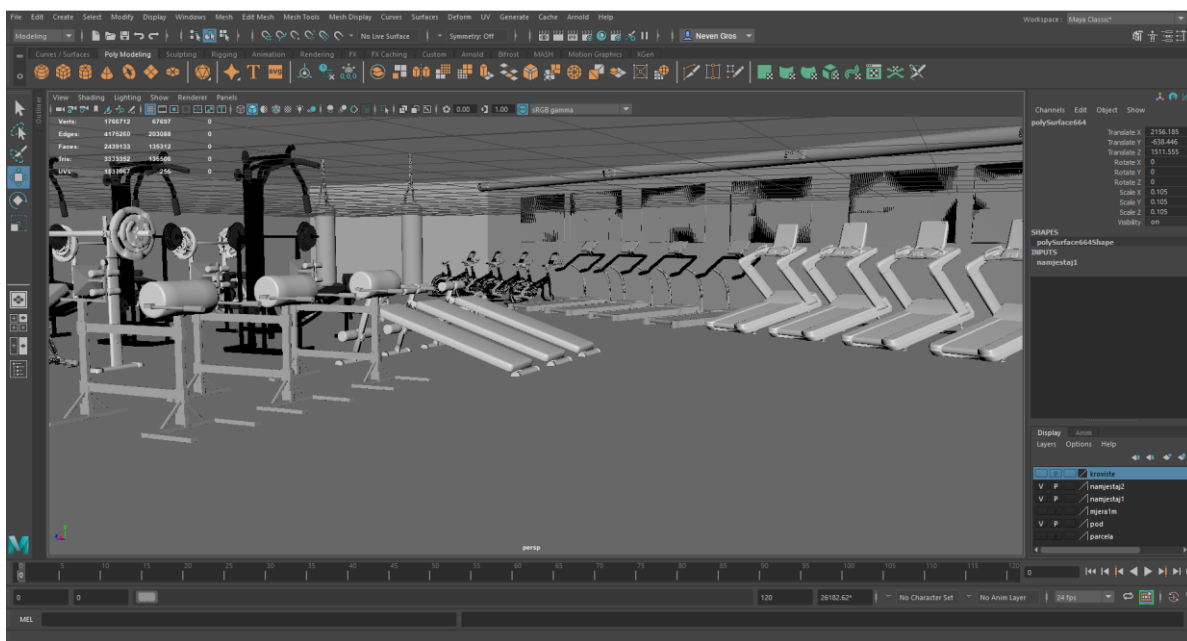 File Edit Create Select Modify Display Windows Mesh Edit Mesh Mesh Tools Mesh Display Curves Surfaces Deform UV Generate Cache Arnold Help
Workspace : Maya Classic*
Modeling No Live Surface Symmetry: Off Neven Gros
Curves / Surfaces Poly Modeling Sculpting Rigging Animation Rendering FX FX Caching Custom Arnold Bifrost MASH Motion Graphics XGen
T SVG
Outliner
View Shading Lighting Show Renderer Panels
0.00 1.00 sRGB gamma
Verts: 1766712 67697 0
Edges: 4175260 203088 0
Faces: 2439133 135312 0
Tris: 3333352 135506 0
UVs: 1837067 256 0
persp
Channels Edit Object Show
polySurface664
Translate X 2156.185
Translate Y -638.446
Translate Z 1511.555
Rotate X 0
Rotate Y 0
Rotate Z 0
Scale X 0.105
Scale Y 0.105
Scale Z 0.105
Visibility on
SHAPES
polySurface664Shape
INPUTS
namjestaj1
Display Anim
Layers Options Help
P kroviste
V P namjestaj2
V P namjestaj1
mjera1m
V P pod
parcela
0 5 10 15 20 25 30 35 40 45 50 55 60 65 70 75 80 85 90 95 100 105 110 115 120
0 0
0 0 120 26182.62* No Character Set No Anim Layer 24 fps
MEL